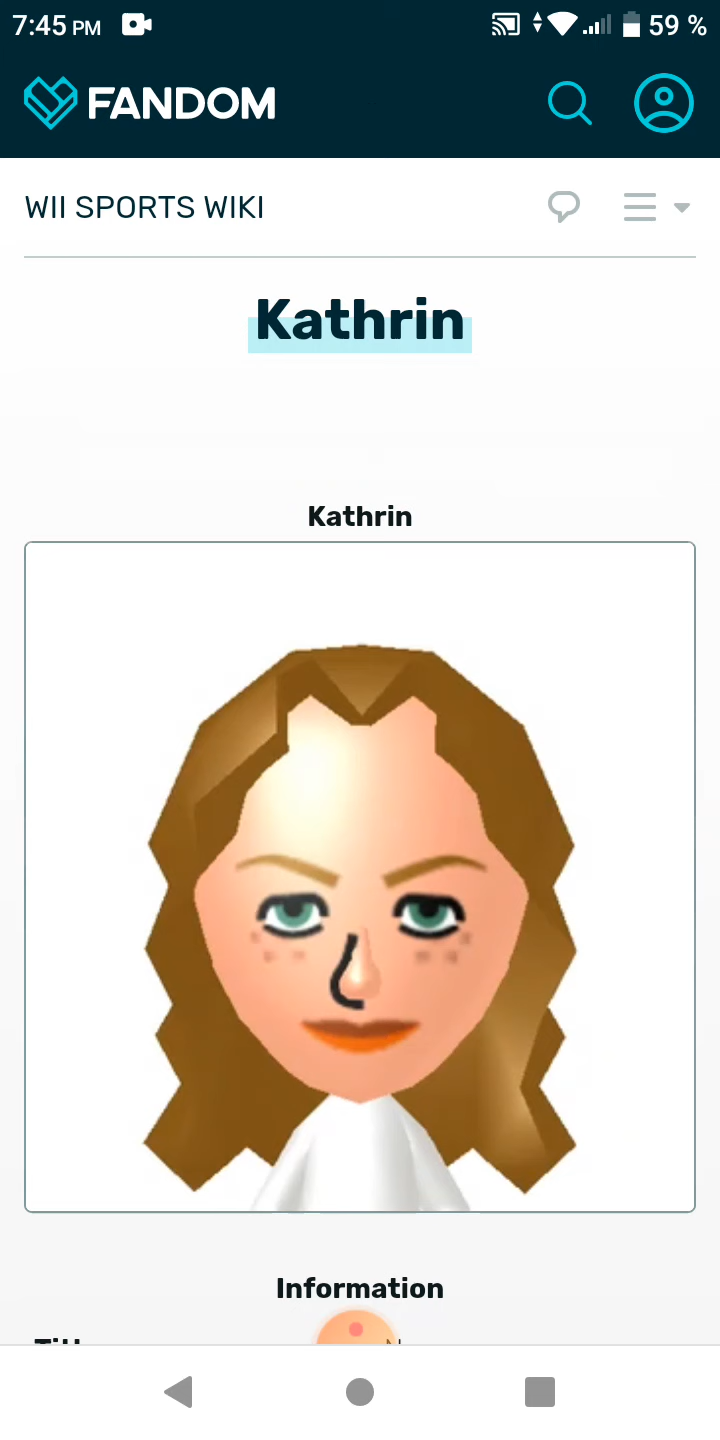 7:45 PM
59 %
FANDOM
WII SPORTS WIKI
Kathrin
Kathrin
Information